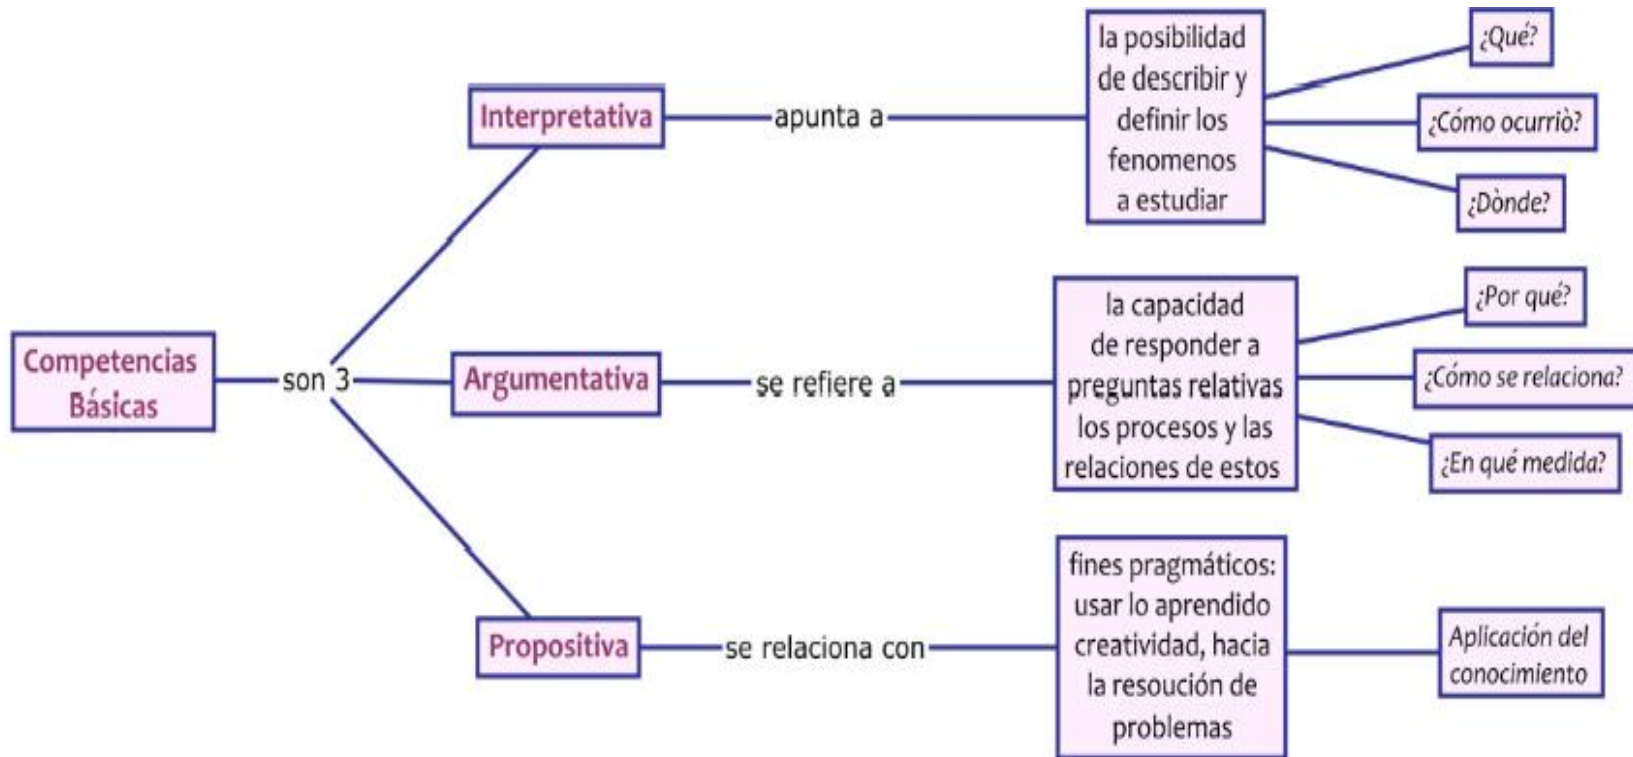 Competencias
Básicas
son 3
Interpretativa
apunta a
la posibilidad
de describir y
definir los
fenomenos
a estudiar
¿Qué?
¿Cómo ocurriò?
¿Dònde?
Argumentativa
se refiere a
la capacidad
de responder a
preguntas relativas
los procesos y las
relaciones de estos
¿Por qué?
¿Cómo se relaciona?
¿En qué medida?
Propositiva
se relaciona con
fines pragmáticos:
usar lo aprendido
creatividad, hacia
la resoución de
problemas
Aplicación del
conocimiento